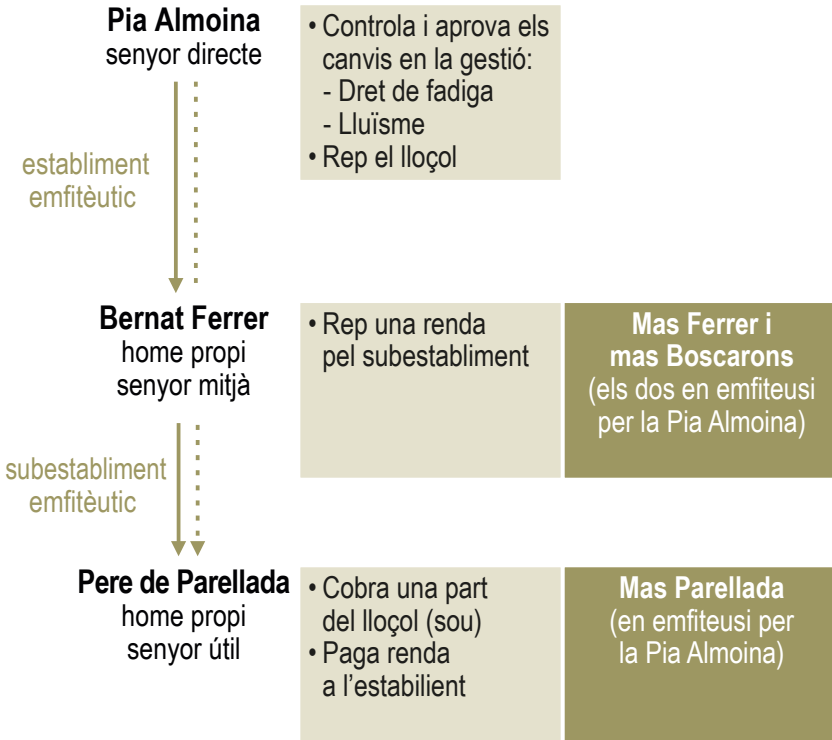 Pia Almoina
senyor directe
• Controla i aprova els
canvis en la gestió:
- Dret de fadiga
- Lluïsme
• Rep el lloçol
establiment
emfitèutic
Bernat Ferrer
home propi
senyor mitjà
• Rep una renda
pel subestabliment
Mas Ferrer i
mas Boscarons
(els dos en emfiteusi
per la Pia Almoina)
subestabliment
emfitèutic
Pere de Parellada
home propi
senyor útil
• Cobra una part
del lloçol (sou)
• Paga renda
a l’estabilient
Mas Parellada
(en emfiteusi per
la Pia Almoina)